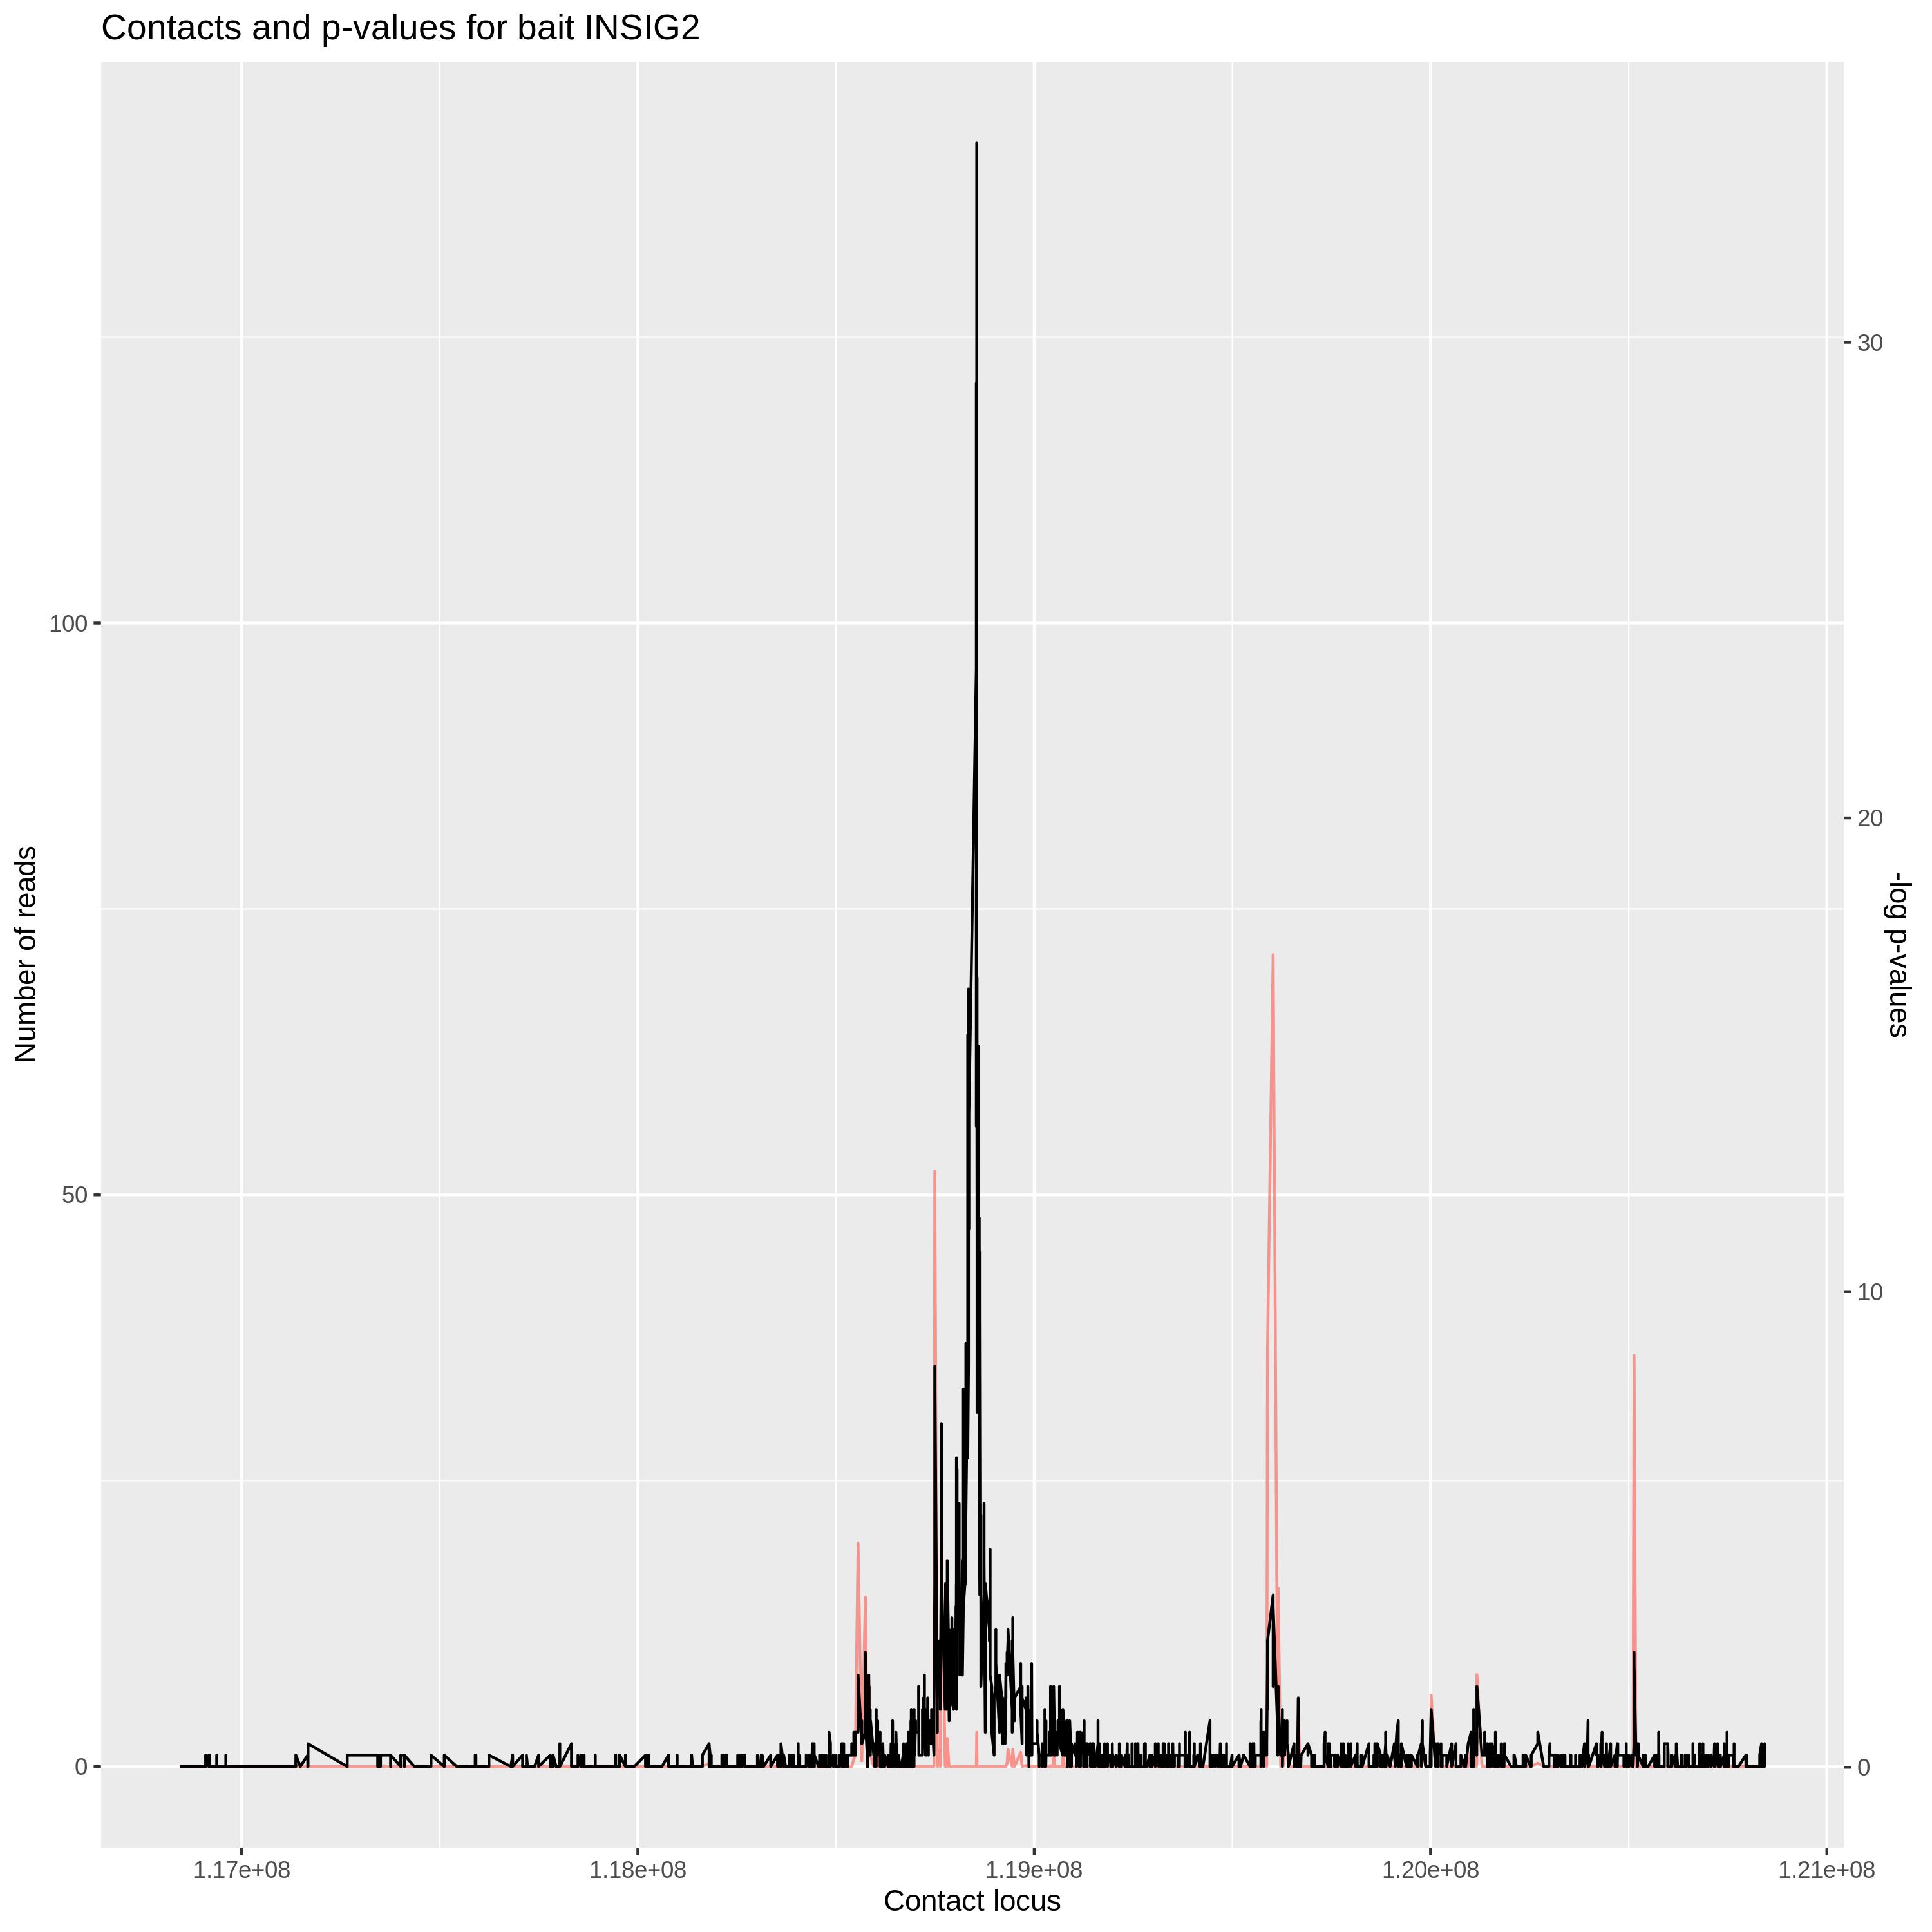 Contacts and p-values for bait INSIG2
Number of reads
100
50
0
30
20
10
0
-log p-values
1.17e+08
1.18e+08
1.19e+08
1.20e+08
1.21e+08
Contact locus